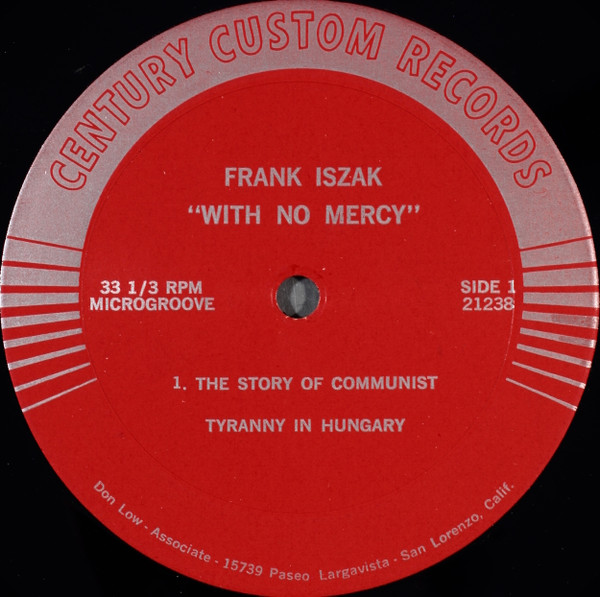 CENTURY CUSTOM RECORDS
FRANK ISZAK
“WITH NO MERCY”
33 1/3 RPM
MICROGROOVE
SIDE 1
21238
1. THE STORY OF COMMUNIST
TYRANNY IN HUNGARY
Don Low - Associate - 15739 Paseo Largavista - San Lorenzo, Calif.